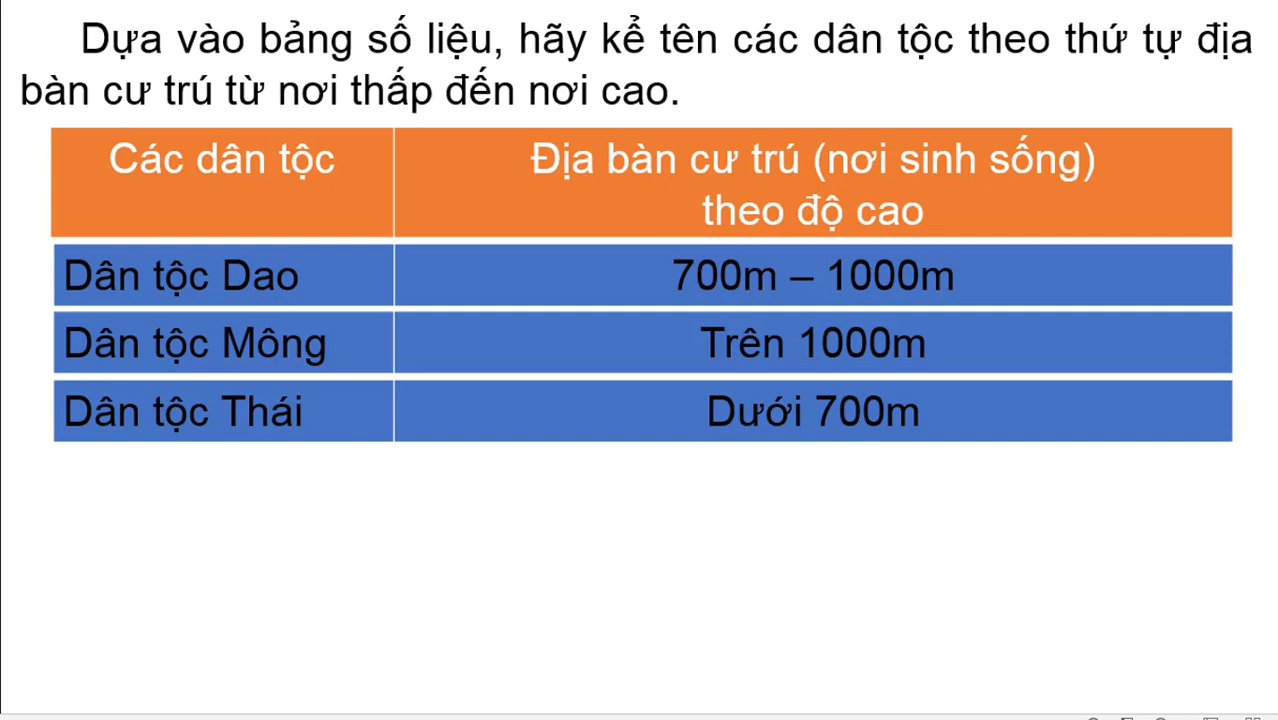 Dựa vào bảng số liệu, hãy kể tên các dân tộc theo thứ tự địa
bàn cư trú từ nơi thấp đến nơi cao.
Các dân tộc
Địa bàn cư trú (nơi sinh sống)
theo độ cao
Dân tộc Dao
700m – 1000m
Dân tộc Mông
Trên 1000m
Dân tộc Thái
Dưới 700m